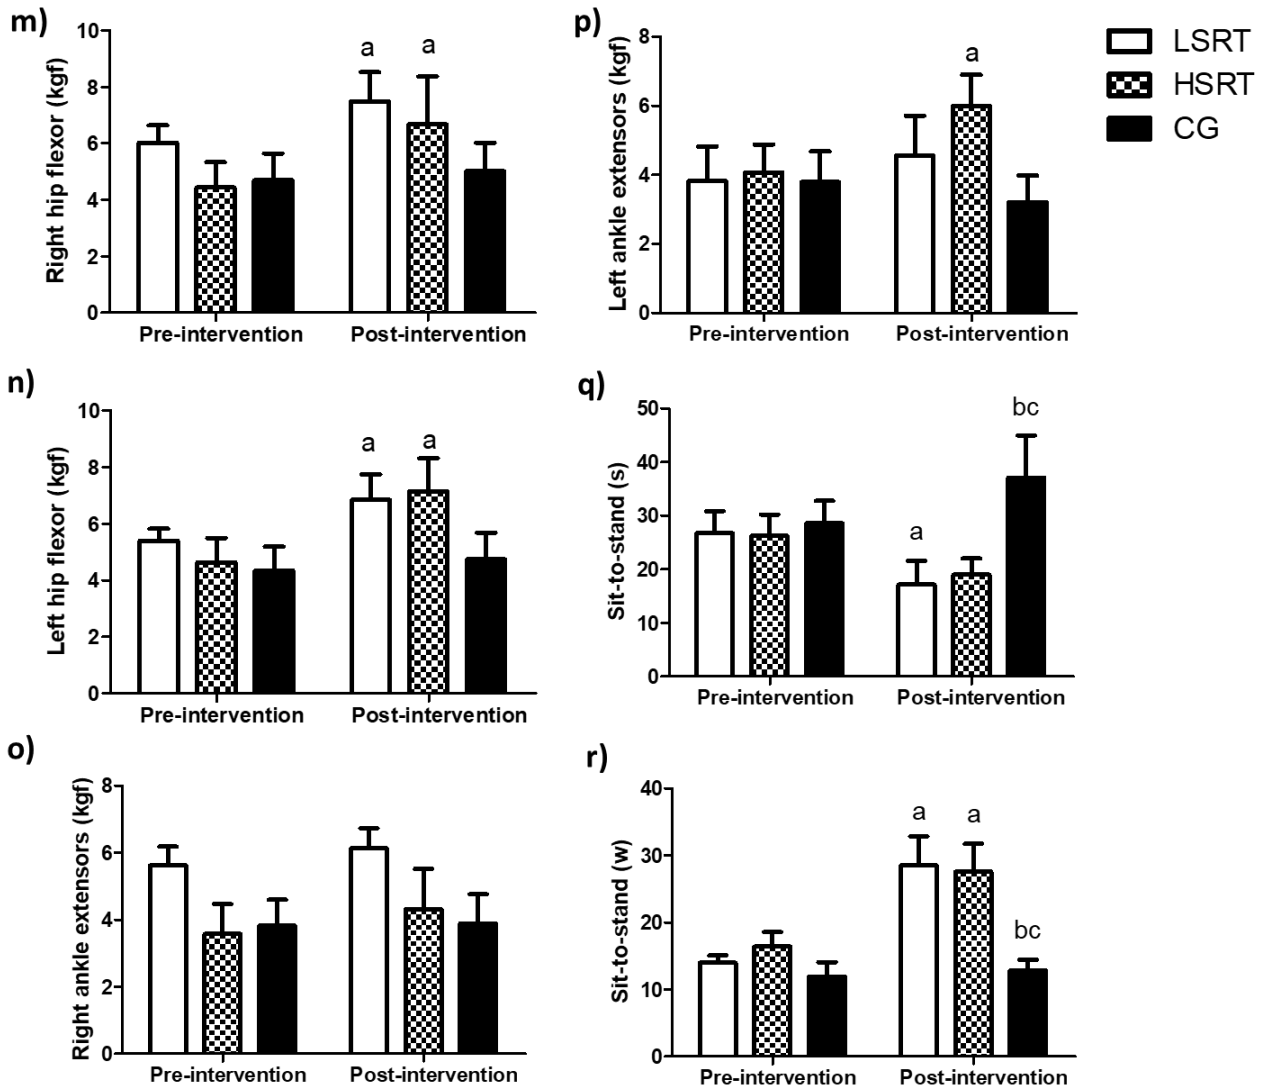 m)
Right hip flexor (kgf)
10
8
6
4
2
0
a
a
Pre-intervention
Post-intervention
p)
Left ankle extensors (kgf)
8
6
4
2
0
a
Pre-intervention
Post-intervention
LSRT
HSRT
CG
n)
Left hip flexor (kgf)
10
8
6
4
2
0
a
a
Pre-intervention
Post-intervention
q)
Sit-to-stand (s)
50
40
30
20
10
0
a
bc
Pre-intervention
Post-intervention
o)
Right ankle extensors (kgf)
8
6
4
2
0
Pre-intervention
Post-intervention
r)
Sit-to-stand (w)
40
30
20
10
0
a
a
bc
Pre-intervention
Post-intervention